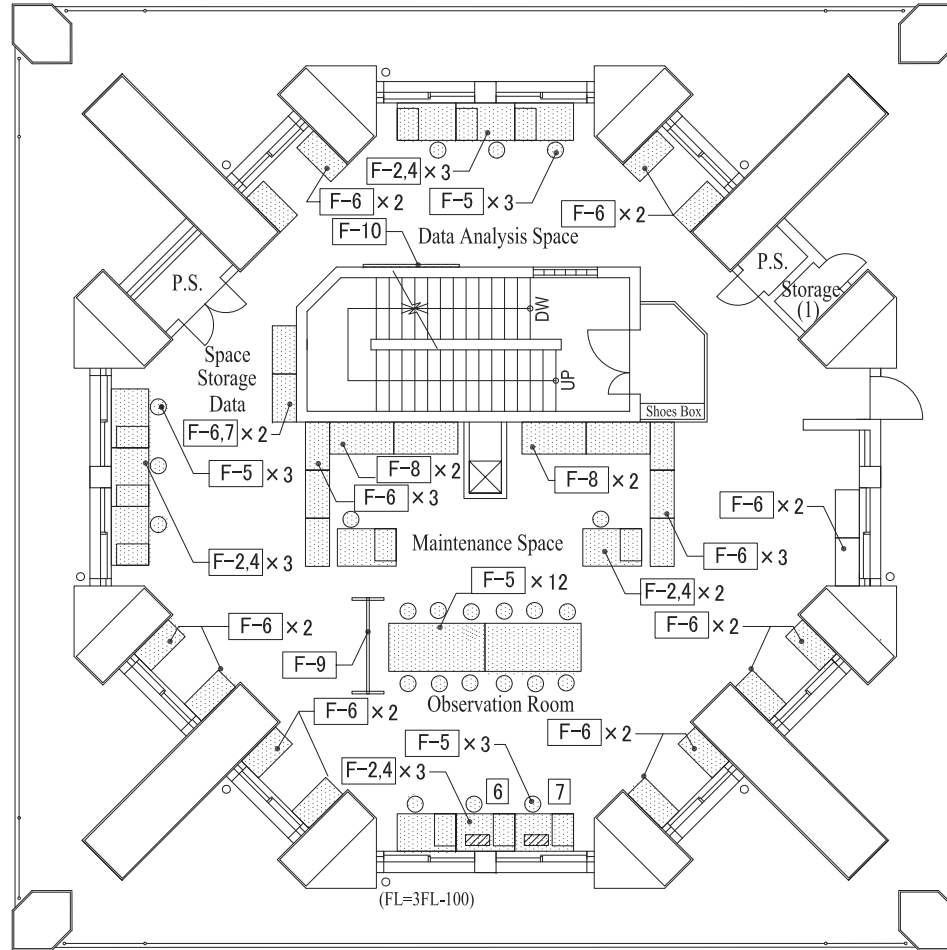 F-2,4 × 3
F-6 × 2
F-5 × 3
F-6 × 2
F-10
Data Analysis Space
P.S.
P.S.
Storage
(1)
DW
UP
Space
Storage
Data
Shoes Box
F-6,7 × 2
F-8 × 2
F-8 × 2
F-5 × 3
F-6 × 3
F-6 × 2
Maintenance Space
F-6 × 3
F-2,4 × 3
F-5 × 12
F-2,4 × 2
F-6 × 2
F-6 × 2
F-9
Observation Room
F-6 × 2
F-6 × 2
F-5 × 3
F-2,4 × 3
6
7
(FL=3FL-100)